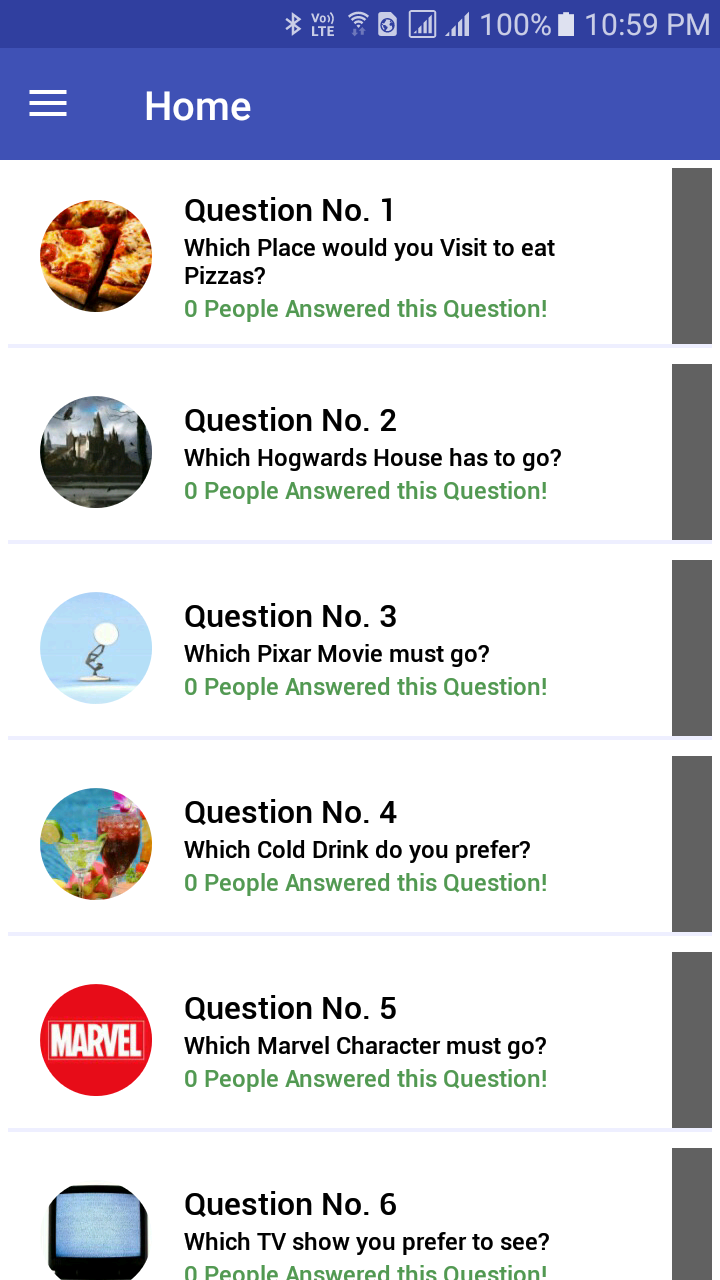 Vo) LTE 100% 10:59 PM
Home
Question No. 1
Which Place would you Visit to eat
Pizzas?
0 People Answered this Question!
Question No. 2
Which Hogwards House has to go?
0 People Answered this Question!
Question No. 3
Which Pixar Movie must go?
0 People Answered this Question!
Question No. 4
Which Cold Drink do you prefer?
0 People Answered this Question!
MARVEL
Question No. 5
Which Marvel Character must go?
0 People Answered this Question!
Question No. 6
Which TV show you prefer to see?
0 People Answered this Question!